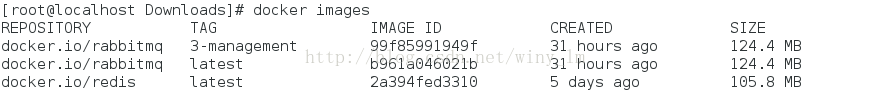 [root@localhost Downloads]# docker images
REPOSITORY TAG IMAGE ID CREATED SIZE
docker.io/rabbitmq 3-management 99f85991949f 31 hours ago 124.4 MB
docker.io/rabbitmq latest b961a046021b 31 hours ago 124.4 MB
docker.io/redis latest 2a394fed3310 5 days ago 105.8 MB